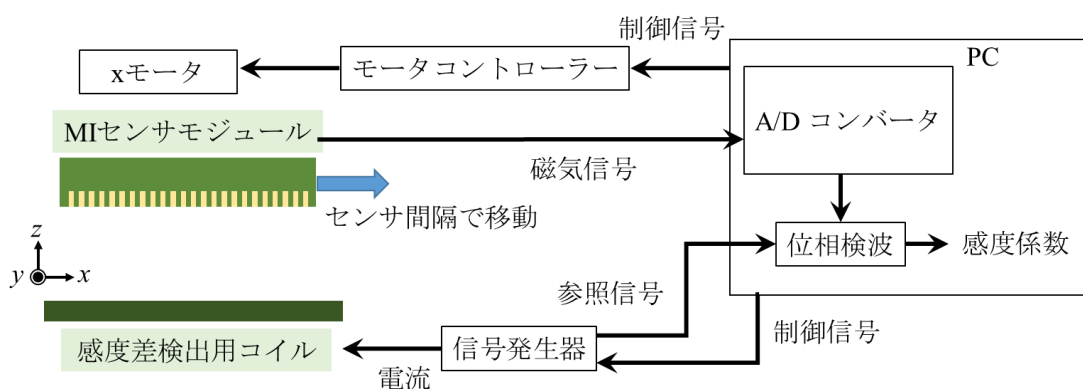 制御信号
PC
xモータ
モータコントローラー
MIセンサモジュール
A/D コンバータ
磁気信号
センサ間隔で移動
位相検波
感度係数
z
y
x
参照信号
感度差検出用コイル
信号発生器
制御信号
電流